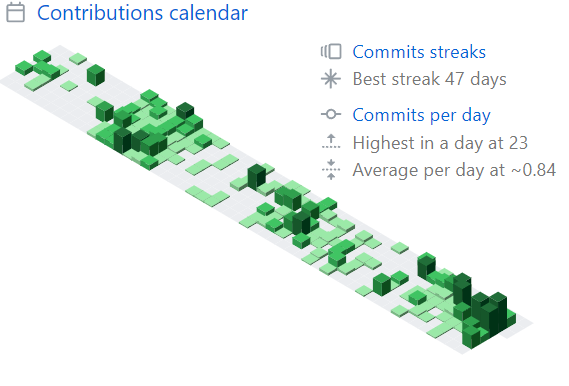 Contributions calendar
Commits streaks
Best streak 47 days
Commits per day
Highest in a day at 23
Average per day at ~0.84